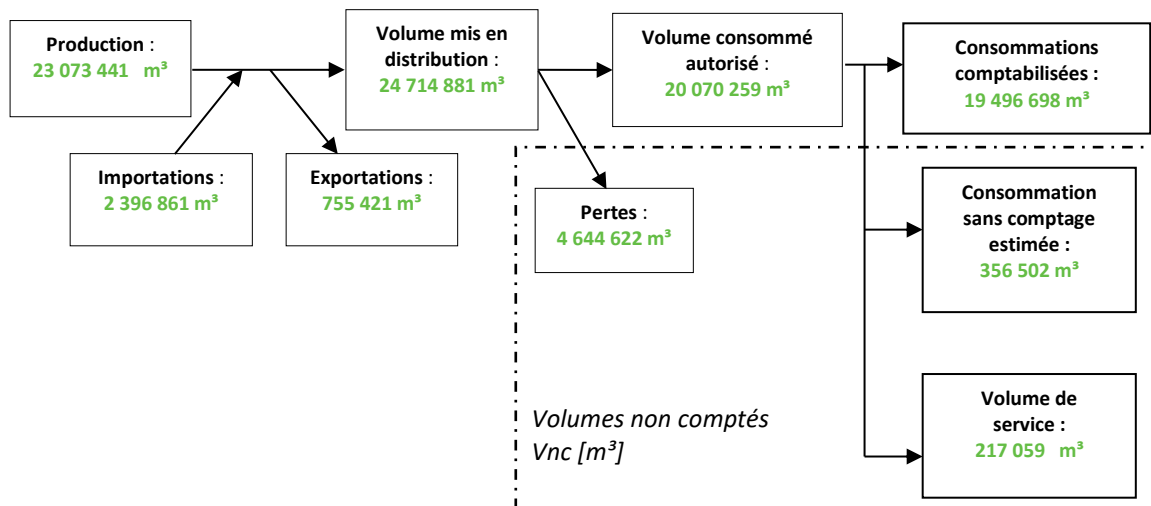 Production :
23 073 441 m³
Volume mis en
distribution :
24 714 881 m³
Volume consommé
autorisé :
20 070 259 m³
Consommations
comptabilisées :
19 496 698 m³
Importations :
2 396 861 m³
Exportations :
755 421 m³
Pertes :
4 644 622 m³
Consommation
sans comptage
estimée :
356 502 m³
Volumes non comptés
Vnc [m³]
Volume de
service :
217 059 m³